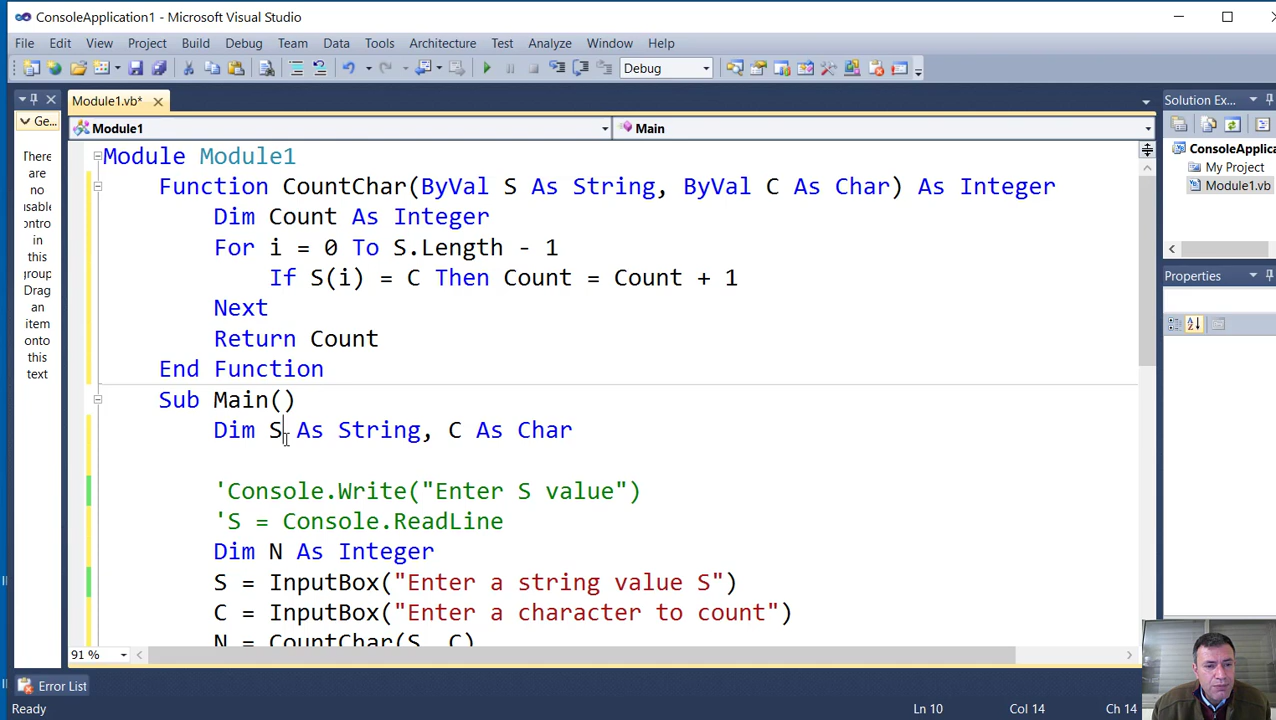 ConsoleApplication1 - Microsoft Visual Studio
File Edit View Project Build Debug Team Data Tools Architecture Test Analyze Window Help
Debug
Module1.vb*
Solution Ex...
Ge...
Module1
Main
ConsoleApplica
My Project
Module1.vb
There
are
no
usable
contro
in
this
group.
Drag
an
item
onto
this
text
Module Module1
Function CountChar(ByVal S As String, ByVal C As Char) As Integer
Dim Count As Integer
For i = 0 To S.Length - 1
If S(i) = C Then Count = Count + 1
Next
Return Count
End Function
Sub Main()
Dim S As String, C As Char
'Console.Write("Enter S value")
'S = Console.ReadLine
Dim N As Integer
S = InputBox("Enter a string value S")
C = InputBox("Enter a character to count")
N = CountChar(S, C)
Properties
91 %
Error List
Ready
Ln 10
Col 14
Ch 14